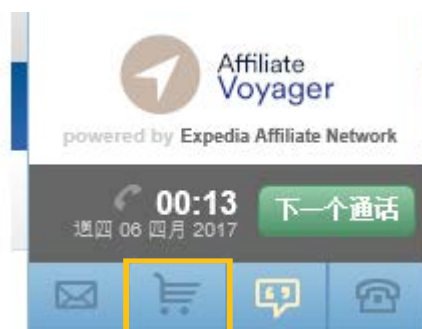 Affiliate
Voyager
powered by Expedia Affiliate Network
00:13
下一个通话
週四 06 四月 2017